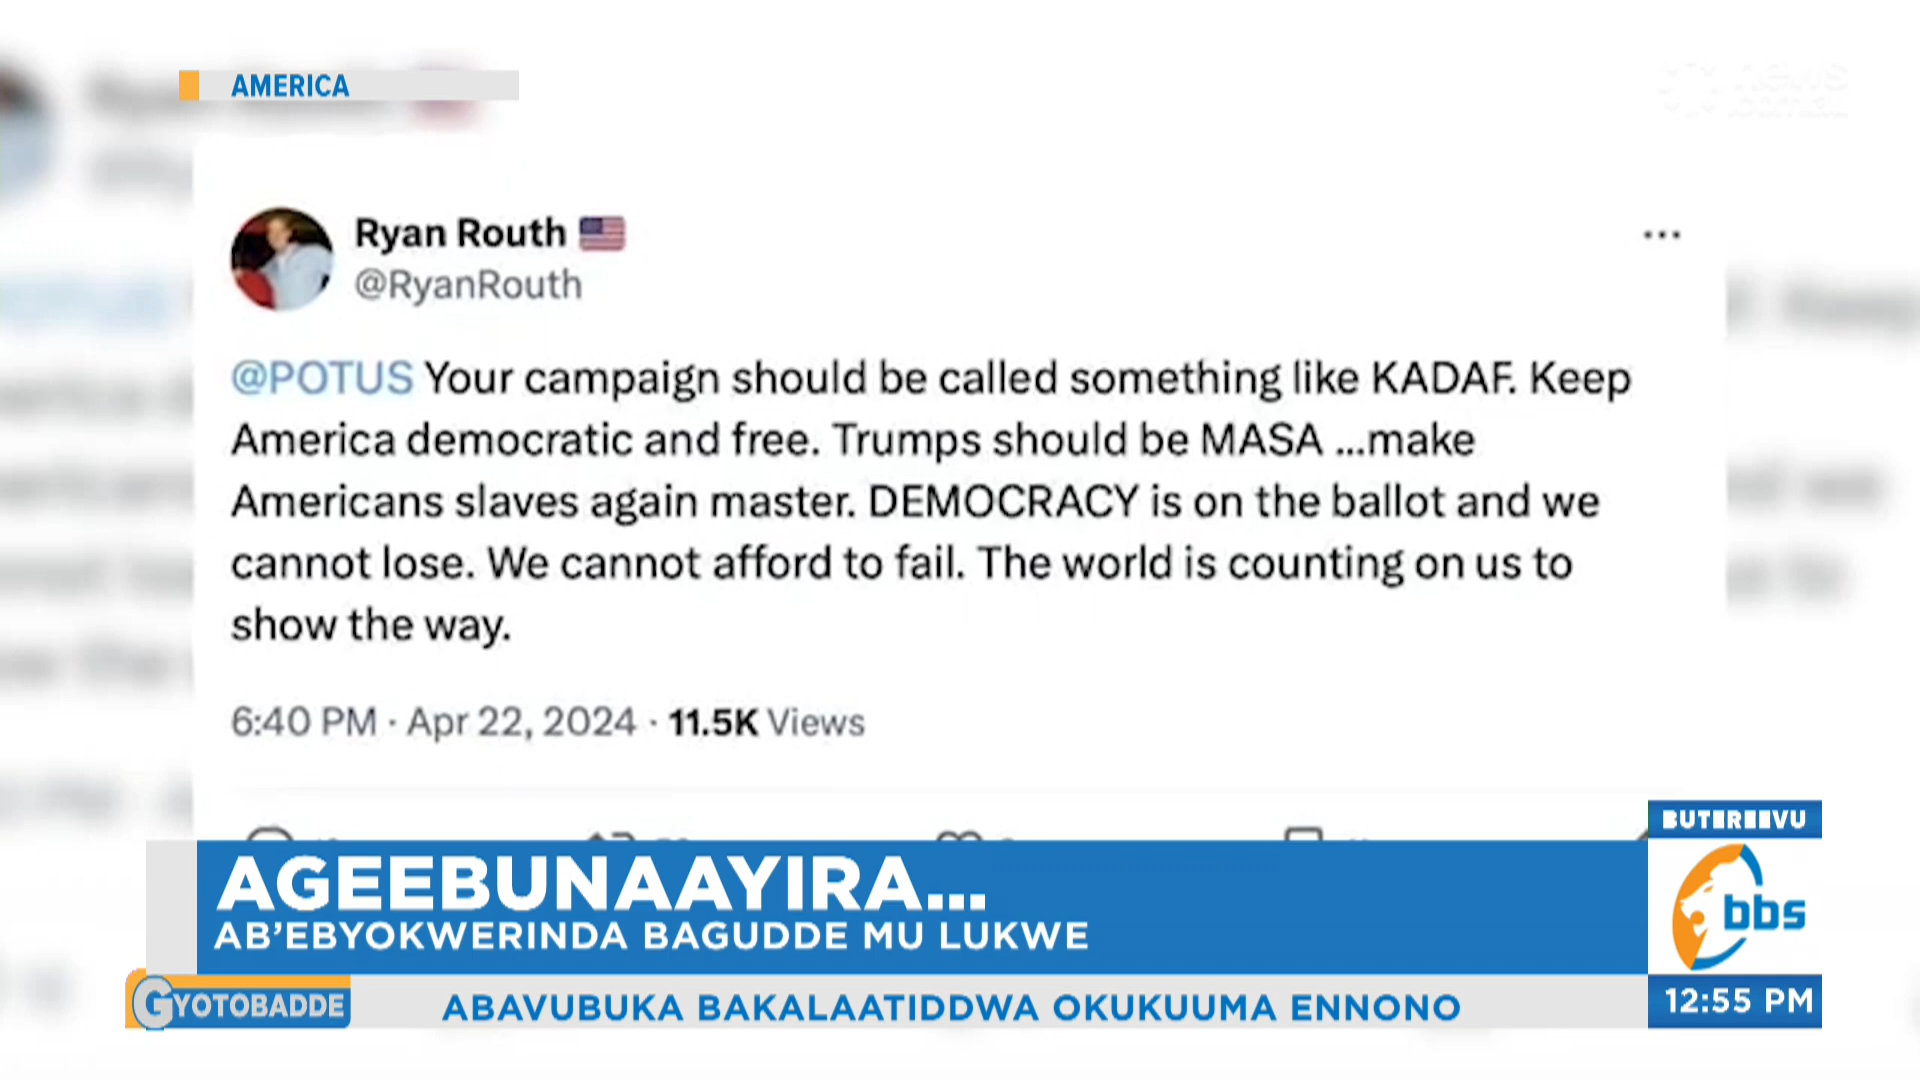 AMERICA
Ryan Routh
@RyanRouth
@POTUS Your campaign should be called something like KADAF. Keep
America democratic and free. Trumps should be MASA ...make
Americans slaves again master. DEMOCRACY is on the ballot and we
cannot lose. We cannot afford to fail. The world is counting on us to
show the way.
6:40 PM · Apr 22, 2024 · 11.5K Views
BUTEREEVU
AGEEBUNAAYIRA...
AB'EBYOKWERINDA BAGUDDE MU LUKWE
bbs
GYOTOBADDE
ABAVUBUKA BAKALAATIDDWA OKUKUUMA ENNONO
12:55 PM